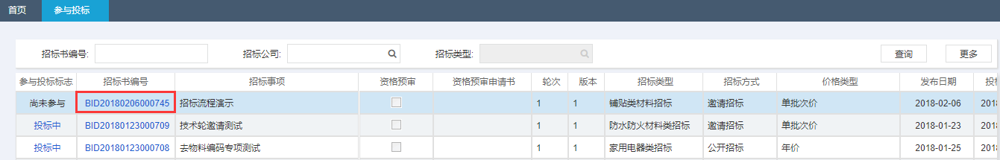 首页 参与投标
招标书编号: 招标公司: 招标类型: 查询 更多
参与投标标志 招标书编号 招标事项 资格预审 资格预审申请书 轮次 版本 招标类型 招标方式 价格类型 发布日期 投标
尚未参与 BID20180206000745 招标流程演示 1 1 铺贴类材料招标 邀请招标 单批次价 2018-02-06 2018
投标中 BID20180123000709 技术轮邀请测试 1 1 防水防火材料类招标 邀请招标 单批次价 2018-01-23 2018
投标中 BID20180123000708 去物料编码专项测试 1 1 家用电器类招标 公开招标 年价 2018-01-25 2018